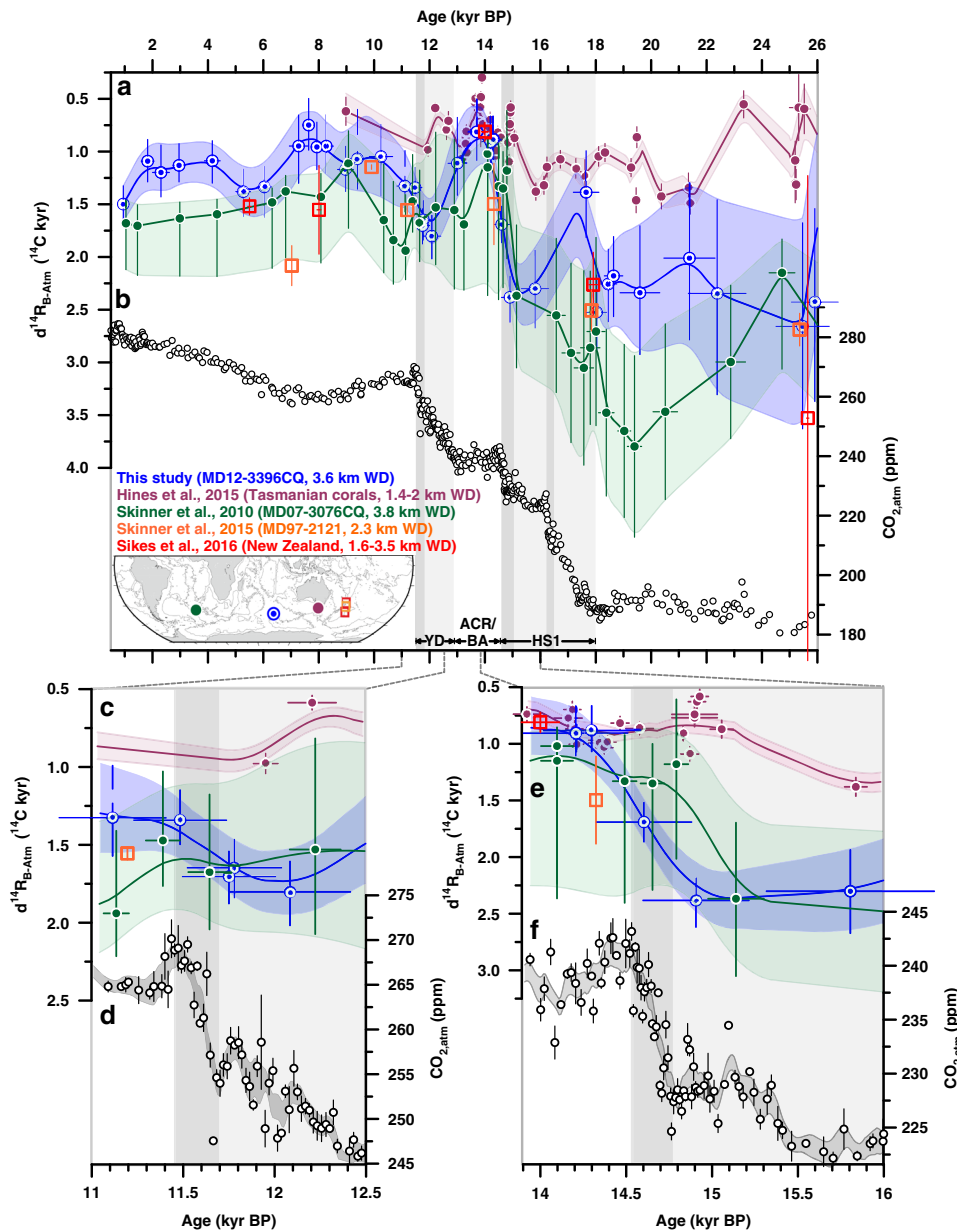 Age (kyr BP)
2 4 6 8 10 12 14 16 18 20 22 24 26
a
0.5
1.0
1.5
2.0
2.5
3.0
3.5
4.0
d¹⁴R_B-Atm (¹⁴C kyr)
b
280
260
240
220
200
180
CO₂,atm (ppm)
This study (MD12-3396CQ, 3.6 km WD)
Hines et al., 2015 (Tasmanian corals, 1.4-2 km WD)
Skinner et al., 2010 (MD07-3076CQ, 3.8 km WD)
Skinner et al., 2015 (MD97-2121, 2.3 km WD)
Sikes et al., 2016 (New Zealand, 1.6-3.5 km WD)
ACR/
YD BA HS1
c
0.5
1.0
1.5
2.0
2.5
d¹⁴R_B-Atm (¹⁴C kyr)
d
275
270
265
260
255
250
245
CO₂,atm (ppm)
11 11.5 12 12.5
Age (kyr BP)
e
0.5
1.0
1.5
2.0
2.5
3.0
d¹⁴R_B-Atm (¹⁴C kyr)
f
245
240
235
230
225
CO₂,atm (ppm)
14 14.5 15 15.5 16
Age (kyr BP)